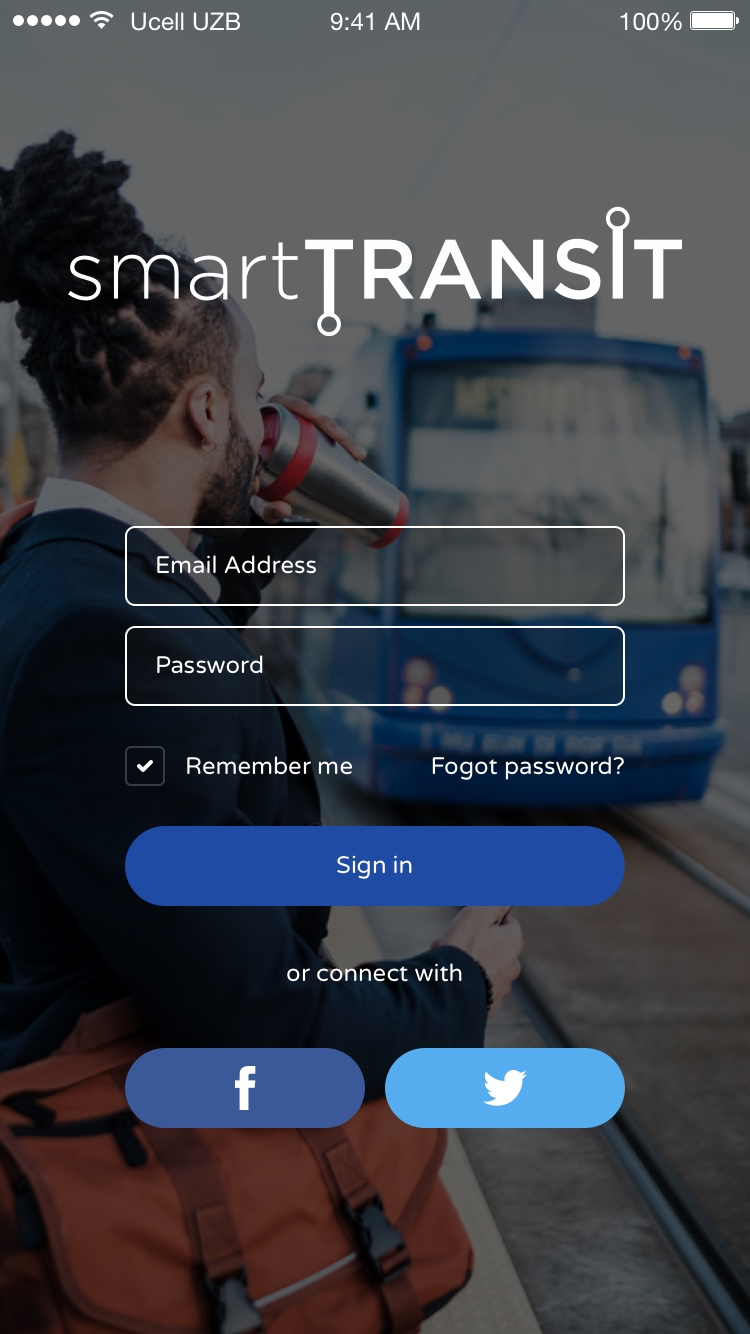 Ucell UZB 9:41 AM 100%
smartTRANSIT
Email Address
Password
Remember me Fogot password?
Sign in
or connect with